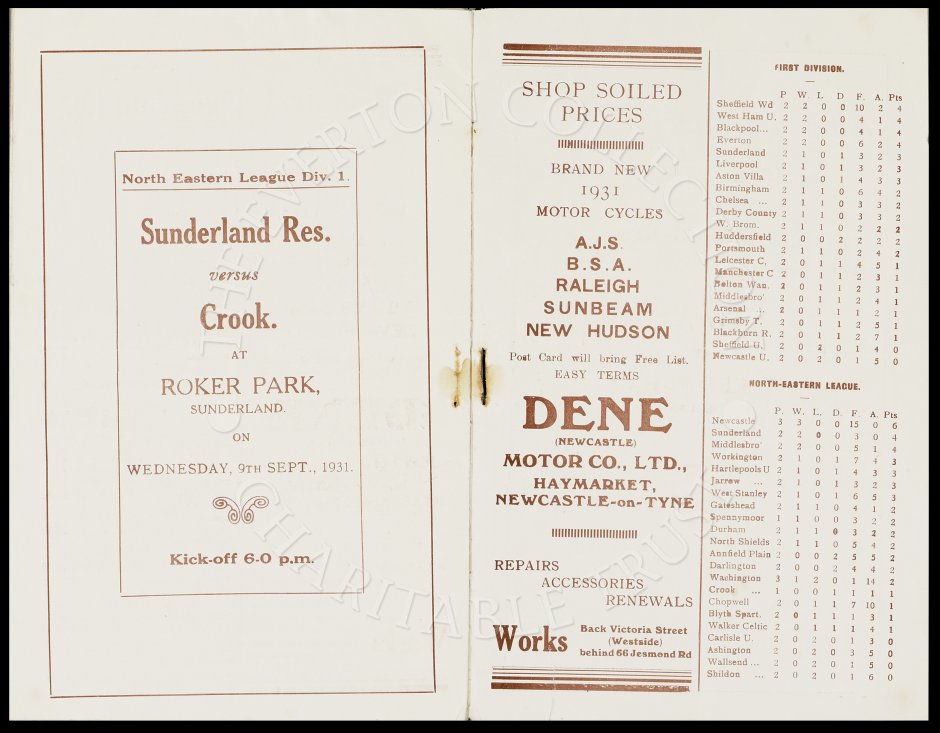 North Eastern League Div. 1.
Sunderland Res.
versus
Crook.
AT
ROKER PARK,
SUNDERLAND.
ON
WEDNESDAY, 9TH SEPT., 1931.
Kick-off 6-0 p.m.
SHOP SOILED
PRICES
BRAND NEW
1931
MOTOR CYCLES
A.J.S.
B.S.A.
RALEIGH
SUNBEAM
NEW HUDSON
Post Card will bring Free List.
EASY TERMS
DENE
(NEWCASTLE)
MOTOR CO., LTD.,
HAYMARKET,
NEWCASTLE-on-TYNE
REPAIRS
ACCESSORIES
RENEWALS
Works
Back Victoria Street
(Westside)
behind 66 Jesmond Rd
FIRST DIVISION.
P W. L D F. A. Pts
Sheffield Wd 2 2 0 0 10 2 4
West Ham U. 2 2 0 0 4 1 4
Blackpool... 2 2 0 0 4 1 4
Everton 2 2 0 0 6 2 4
Sunderland 2 1 0 1 3 2 3
Liverpool 2 1 0 1 3 2 3
Aston Villa 2 1 0 1 4 3 3
Birmingham 2 1 1 0 6 4 2
Chelsea ... 2 1 1 0 3 3 2
Derby County 2 1 1 0 3 3 2
W. Brom. 2 1 1 0 2 2 2
Huddersfield 2 0 0 2 2 2 2
Portsmouth 2 1 1 0 2 4 2
Leicester C. 2 0 1 1 4 5 1
Manchester C 2 0 1 1 2 3 1
Bolton Wan. 2 0 1 1 2 3 1
Middlesbro' 2 0 1 1 2 4 1
Arsenal ... 2 0 1 1 1 2 1
Grimsby T. 2 0 1 1 2 5 1
Blackburn R. 2 0 1 1 2 7 1
Sheffield U. 2 0 2 0 1 4 0
Newcastle U. 2 0 2 0 1 5 0
NORTH-EASTERN LEAGUE.
P. W. L. D. F. A. Pts
Newcastle 3 3 0 0 15 0 6
Sunderland 2 2 0 0 3 0 4
Middlesbro' 2 2 0 0 5 1 4
Workington 2 1 0 1 7 4 3
Hartlepools U 2 1 0 1 4 3 3
Jarrow ... 2 1 0 1 3 2 3
West Stanley 2 1 0 1 6 5 3
Gateshead 2 1 1 0 4 1 2
Spennymoor 1 1 0 0 3 2 2
Durham 2 1 1 0 3 2 2
North Shields 2 1 1 0 5 4 2
Annfield Plain 2 0 0 2 5 5 2
Darlington 2 0 0 2 4 4 2
Washington 3 1 2 0 1 14 2
Crook ... 1 0 0 1 1 1 1
Chopwell 2 0 1 1 7 10 1
Blyth Spart. 2 0 1 1 1 3 1
Walker Celtic 2 0 1 1 1 4 1
Carlisle U. 2 0 2 0 1 3 0
Ashington 2 0 2 0 3 5 0
Wallsend ... 2 0 2 0 1 5 0
Shildon ... 2 0 2 0 1 6 0
THE EVERTON COLLECTION
CHARITABLE TRUST